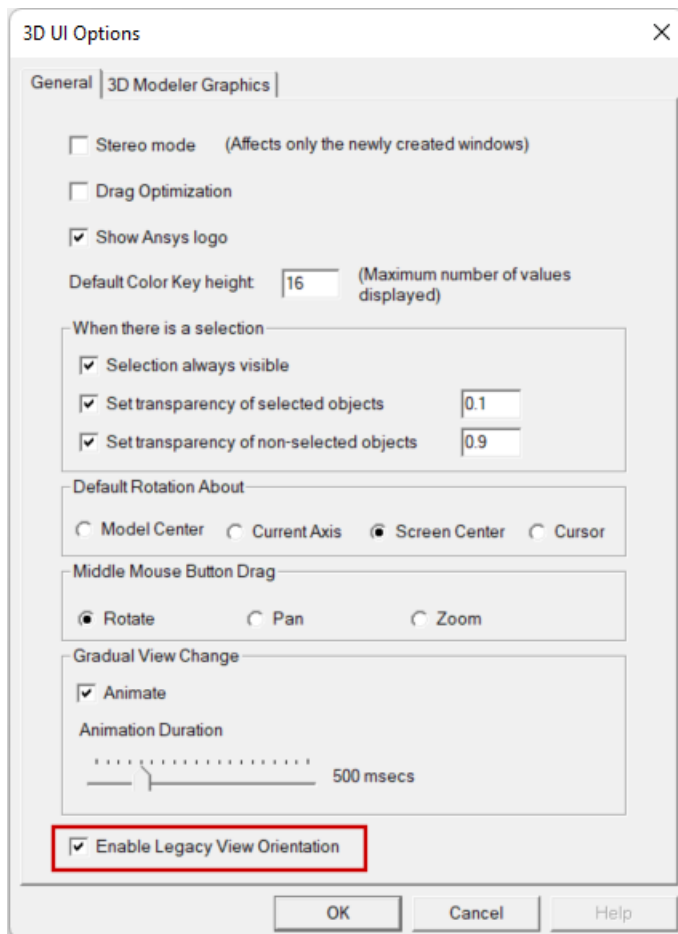 3D UI Options
General 3D Modeler Graphics
Stereo mode (Affects only the newly created windows)
Drag Optimization
Show Ansys logo
Default Color Key height: 16 (Maximum number of values
displayed)
When there is a selection
Selection always visible
Set transparency of selected objects 0.1
Set transparency of non-selected objects 0.9
Default Rotation About
Model Center Current Axis Screen Center Cursor
Middle Mouse Button Drag
Rotate Pan Zoom
Gradual View Change
Animate
Animation Duration
500 msecs
Enable Legacy View Orientation
OK Cancel Help